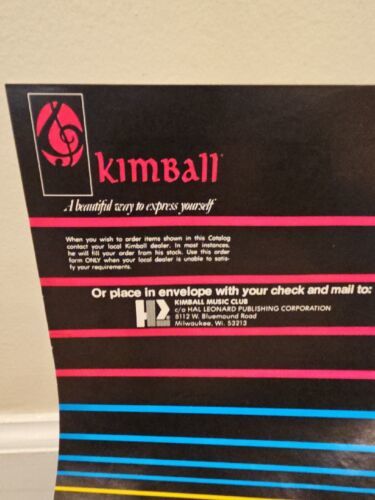 Kimball
A beautiful way to express yourself
When you wish to order items shown in this Catalog
contact your local Kimball dealer. In most instances,
he will fill your order from his stock. Use this order
form ONLY when your local dealer is unable to satis-
fy your requirements.
Or place in envelope with your check and mail to:
KIMBALL MUSIC CLUB
c/o HAL LEONARD PUBLISHING CORPORATION
8112 W. Bluemound Road
Milwaukee, Wi. 53213